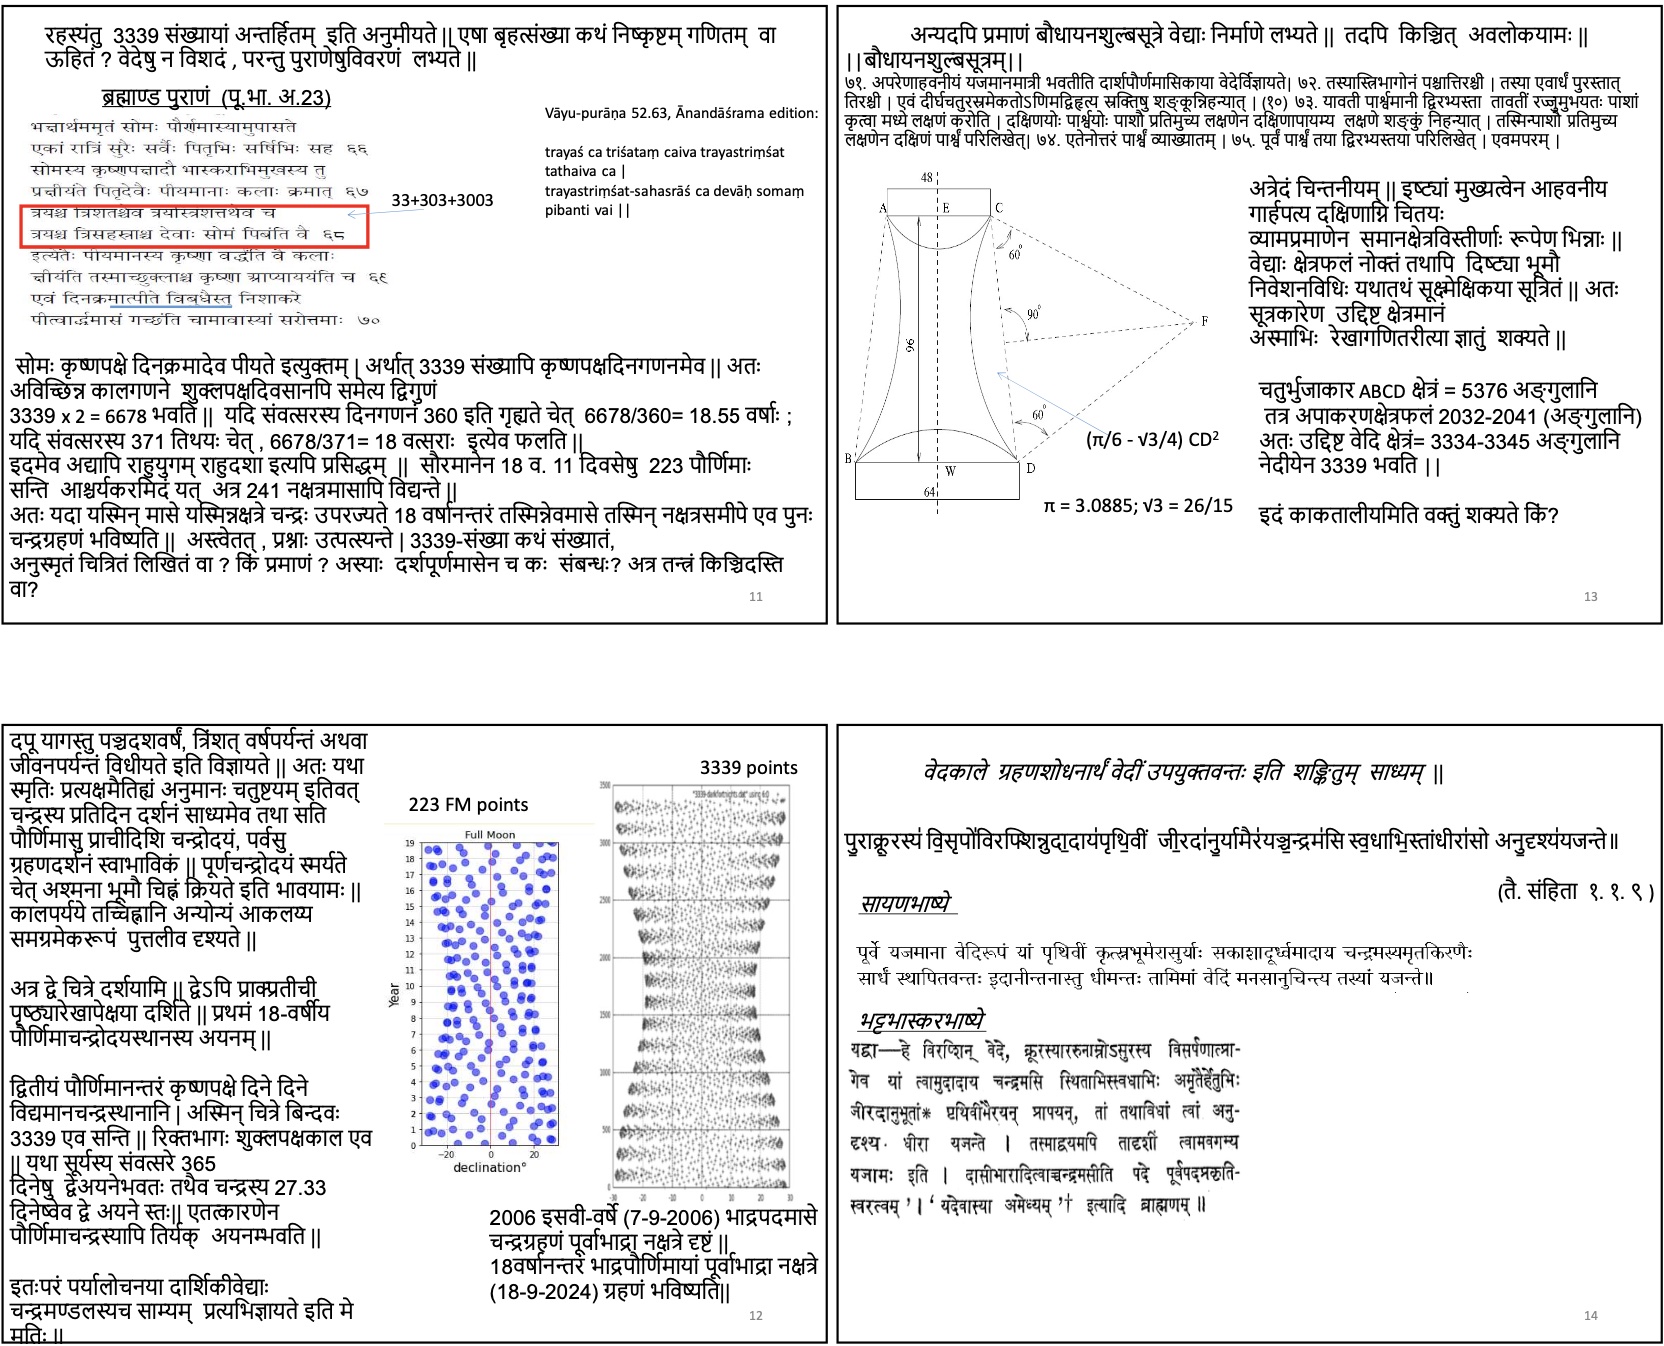 रहस्यंतु 3339 संख्यायां अन्तर्हितम् इति अनुमीयते || एषा बृहत्संख्या कथं निष्कृष्टम् गणितम् वा
ऊहितं ? वेदेषु न विशदं , परन्तु पुराणेषुविवरणं लभ्यते ||
ब्रह्माण्ड पुराणं (पू.भा. अ.23)
भक्षार्थममृतं सोमः पौर्णमास्यामुपासते
एकां रात्रिं सुरैः सर्वैः पितृभिः सर्षिभिः सह ६६
सोमस्य कृष्णपक्षादौ भास्कराभिमुखस्य तु
प्रक्षीयंते पितृदेवैः पीयमानाः कलाः क्रमात् ६७
त्रयश्च त्रिंशतश्चैव त्रयस्त्रिंशत्तथैव च
त्रयश्च त्रिसहस्राश्च देवाः सोमं पिबंति वै ६८
इत्येतैः पीयमानस्य कृष्णा वर्द्धंति वै कलाः
क्षीयंति तस्माच्छुक्लाश्च कृष्णा आप्याययंति च ६९
एवं दिनक्रमात्पीते विबुधैस्तु निशाकरे
पीत्वार्द्धमासं गच्छंति चामावास्यां सुरोत्तमाः ७०
33+303+3003
Vāyu-purāṇa 52.63, Ānandāśrama edition:
trayaś ca triśataṃ caiva trayastriṃśat
tathaiva ca |
trayastriṃśat-sahasrāś ca devāḥ somaṃ
pibanti vai ||
सोमः कृष्णपक्षे दिनक्रमादेव पीयते इत्युक्तम् | अर्थात् 3339 संख्यापि कृष्णपक्षदिनगणनमेव || अतः
अविच्छिन्न कालगणने शुक्लपक्षदिवसानपि समेत्य द्विगुणं
3339 x 2 = 6678 भवति || यदि संवत्सरस्य दिनगणनं 360 इति गृह्यते चेत् 6678/360= 18.55 वर्षाः ;
यदि संवत्सरस्य 371 तिथयः चेत् , 6678/371= 18 वत्सराः इत्येव फलति ||
इदमेव अद्यापि राहुयुगम् राहुदशा इत्यपि प्रसिद्धम् || सौरमानेन 18 व. 11 दिवसेषु 223 पौर्णिमाः
सन्ति आश्चर्यकरमिदं यत् अत्र 241 नक्षत्रमासापि विद्यन्ते ||
अतः यदा यस्मिन् मासे यस्मिन्नक्षत्रे चन्द्रः उपरज्यते 18 वर्षानन्तरं तस्मिन्नेवमासे तस्मिन् नक्षत्रसमीपे एव पुनः
चन्द्रग्रहणं भविष्यति || अस्त्वेतत् , प्रश्नाः उत्पत्स्यन्ते | 3339-संख्या कथं संख्यातं,
अनुस्मृतं चित्रितं लिखितं वा ? किं प्रमाणं ? अस्याः दर्शपूर्णमासेन च कः संबन्धः? अत्र तन्त्रं किञ्चिदस्ति
वा?
11
अन्यदपि प्रमाणं बौधायनशुल्बसूत्रे वेद्याः निर्माणे लभ्यते || तदपि किञ्चित् अवलोकयामः ||
||बौधायनशुल्बसूत्रम्||
७१. अपरेणाहवनीयं यजमानमात्री भवतीति दार्शपौर्णमासिकाया वेदेर्विज्ञायते| ७२. तस्यास्त्रिभागोनं पश्चात्तिरश्ची | तस्या एवार्धं पुरस्तात्
तिरश्ची | एवं दीर्घचतुरस्रमेकतोऽणिमद्विहृत्य स्रक्तिषु शङ्कून्निहन्यात् | (१०) ७३. यावती पार्श्वमानी द्विरभ्यस्ता तावतीं रज्जुमुभयतः पाशां
कृत्वा मध्ये लक्षणं करोति | दक्षिणयोः पार्श्वयोः पाशौ प्रतिमुच्य लक्षणेन दक्षिणापायम्य लक्षणे शङ्कुं निहन्यात् | तस्मिन्पाशौ प्रतिमुच्य
लक्षणेन दक्षिणं पार्श्वं परिलिखेत्| ७४. एतेनोत्तरं पार्श्वं व्याख्यातम् | ७५. पूर्वं पार्श्वं तया द्विरभ्यस्तया परिलिखेत् | एवमपरम् |
48
A E C
60°
90°
F
96
60°
B W D
64
(π/6 - √3/4) CD²
π = 3.0885; √3 = 26/15
अत्रेदं चिन्तनीयम् || इष्ट्यां मुख्यत्वेन आहवनीय
गार्हपत्य दक्षिणाग्नि चितयः
व्यामप्रमाणेन समानक्षेत्रविस्तीर्णाः रूपेण भिन्नाः ||
वेद्याः क्षेत्रफलं नोक्तं तथापि दिष्ट्या भूमौ
निवेशनविधिः यथातथं सूक्ष्मेक्षिकया सूत्रितं || अतः
सूत्रकारेण उद्दिष्ट क्षेत्रमानं
अस्माभिः रेखागणितरीत्या ज्ञातुं शक्यते ||
चतुर्भुजाकार ABCD क्षेत्रं = 5376 अङ्गुलानि
तत्र अपाकरणक्षेत्रफलं 2032-2041 (अङ्गुलानि)
अतः उद्दिष्ट वेदि क्षेत्रं= 3334-3345 अङ्गुलानि
नेदीयेन 3339 भवति ||
इदं काकतालीयमिति वक्तुं शक्यते किं?
13
दपू यागस्तु पञ्चदशवर्षं, त्रिंशत् वर्षपर्यन्तं अथवा
जीवनपर्यन्तं विधीयते इति विज्ञायते || अतः यथा
स्मृतिः प्रत्यक्षमैतिह्यं अनुमानः चतुष्टयम् इतिवत्
चन्द्रस्य प्रतिदिन दर्शनं साध्यमेव तथा सति
पौर्णिमासु प्राचीदिशि चन्द्रोदयं, पर्वसु
ग्रहणदर्शनं स्वाभाविकं || पूर्णचन्द्रोदयं स्मर्यते
चेत् अश्मना भूमौ चिह्नं क्रियते इति भावयामः ||
कालपर्यये तच्चिह्नानि अन्योन्यं आकलय्य
समग्रमेकरूपं पुत्तलीव दृश्यते ||
अत्र द्वे चित्रे दर्शयामि || द्वेऽपि प्राक्प्रतीची
पृष्ठ्यारेखापेक्षया दर्शिते || प्रथमं 18-वर्षीय
पौर्णिमाचन्द्रोदयस्थानस्य अयनम् ||
द्वितीयं पौर्णिमानन्तरं कृष्णपक्षे दिने दिने
विद्यमानचन्द्रस्थानानि | अस्मिन् चित्रे बिन्दवः
3339 एव सन्ति || रिक्तभागः शुक्लपक्षकाल एव
|| यथा सूर्यस्य संवत्सरे 365
दिनेषु द्वेअयनेभवतः तथैव चन्द्रस्य 27.33
दिनेष्वेव द्वे अयने स्तः|| एतत्कारणेन
पौर्णिमाचन्द्रस्यापि तिर्यक् अयनम्भवति ||
इतःपरं पर्यालोचनया दार्शिकीवेद्याः
चन्द्रमण्डलस्यच साम्यम् प्रत्यभिज्ञायते इति मे
मतिः ||
223 FM points
Full Moon
19
18
17
16
15
14
13
12
11
10
9
8
7
6
5
4
3
2
1
0
Year
−20 0 20
declination°
3339 points
"3339-darkfortnights.dat" using 6:0
3500
3000
2500
2000
1500
1000
500
0
-30 -20 -10 0 10 20 30
2006 इसवी-वर्षे (7-9-2006) भाद्रपदमासे
चन्द्रग्रहणं पूर्वाभाद्रा नक्षत्रे दृष्टं ||
18वर्षानन्तरं भाद्रपौर्णिमायां पूर्वाभाद्रा नक्षत्रे
(18-9-2024) ग्रहणं भविष्यति||
12
वेदकाले ग्रहणशोधनार्थं वेदीं उपयुक्तवन्तः इति शङ्कितुम् साध्यम् ||
पु॒राक्रू॒रस्य॑ वि॒सृपो॑विरफ्शिन्नुदा॒दाय॑पृथि॒वीं जी॒रदा॑नु॒र्यामैर॑यञ्च॒न्द्रम॑सि स्व॒धाभि॒स्तांधीरा॑सो अनु॒दृश्य॑यजन्ते॥
(तै. संहिता १. १. ९ )
सायणभाष्ये
पूर्वे यजमाना वेदिरूपं यां पृथिवीं कृत्स्नभूमेरासुर्याः सकाशादूर्ध्वमादाय चन्द्रमस्यमृतकिरणैः
सार्धं स्थापितवन्तः इदानीन्तनास्तु धीमन्तः तामिमां वेदिं मनसानुचिन्त्य तस्यां यजन्ते॥
भट्टभास्करभाष्ये
यद्वा—हे विरप्शिन् वेदे, क्रूरस्याररुनाम्नोऽसुरस्य विसर्पणात्प्रा-
गेव यां त्वामुदादाय चन्द्रमसि स्थिताभिस्स्वधाभिः अमृतैर्हेतुभिः
जीरदानुभूतां* पृथिवीमैरयन् प्रापयन्, तां तथाविधां त्वां अनु-
दृश्य धीरा यजन्ते । तस्माद्वयमपि तादृशीं त्वामवगम्य
यजामः इति । दासीभारादित्वाच्चन्द्रमसीति पदे पूर्वपदप्रकृति-
स्वरत्वम् '। ' यदेवास्या अमेध्यम् '† इत्यादि ब्राह्मणम् ॥
14